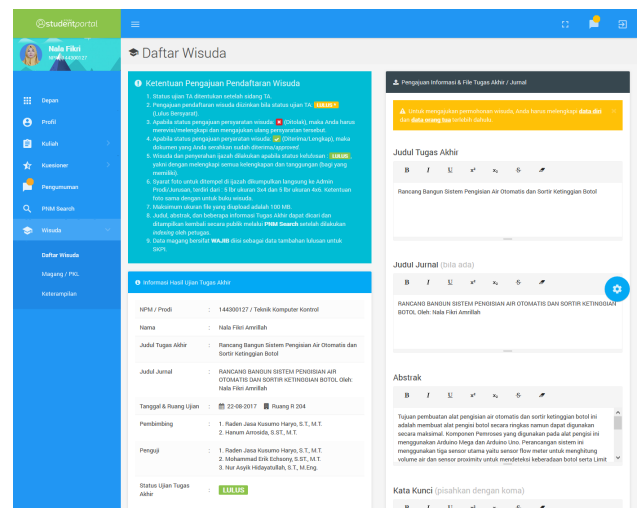 studentportal
Nala Fikri
NPM. 144300127
Depan
Profil
Kuliah
Kuesioner
Pengumuman
PNM Search
Wisuda
Daftar Wisuda
Magang / PKL
Keterampilan
Daftar Wisuda
Ketentuan Pengajuan Pendaftaran Wisuda
1. Status ujian TA ditentukan setelah sidang TA.
2. Pengajuan pendaftaran wisuda diizinkan bila status ujian TA LULUS *
(Lulus Bersyarat).
3. Apabila status pengajuan persyaratan wisuda: (Ditolak), maka Anda harus
merevisi/melengkapi dan mengajukan ulang persyaratan tersebut.
4. Apabila status pengajuan persyaratan wisuda: (Diterima/Lengkap), maka
dokumen yang Anda serahkan sudah diterima/approved
5. Wisuda dan penyerahan ijazah dilakukan apabila status kelulusan : LULUS,
yakni dengan melengkapi semua kelengkapan dan tanggungan (bagi yang
memiliki).
6. Syarat foto untuk ditempel di ijazah dikumpulkan langsung ke Admin
Prodi/Jurusan, terdiri dari : 5 lbr ukuran 3x4 dan 5 lbr ukuran 4x6. Ketentuan
foto sama dengan untuk buku wisuda.
7. Maksimum ukuran file yang diupload adalah 100 MB.
8. Judul, abstrak, dan beberapa informasi Tugas Akhir dapat dicari dan
ditampilkan kembali secara publik melalui PNM Search setelah dilakukan
indexing oleh petugas.
9. Data magang bersifat WAJIB diisi sebagai data tambahan lulusan untuk
SKPI.
Informasi Hasil Ujian Tugas Akhir
NPM / Prodi : 144300127 / Teknik Komputer Kontrol
Nama : Nala Fikri Amrillah
Judul Tugas Akhir : Rancang Bangun Sistem Pengisian Air Otomatis dan
Sortir Ketinggian Botol
Judul Jurnal : RANCANG BANGUN SISTEM PENGISIAN AIR
OTOMATIS DAN SORTIR KETINGGIAN BOTOL Oleh:
Nala Fikri Amrillah
Tanggal & Ruang Ujian : 22-08-2017 Ruang R 204
Pembimbing : 1. Raden Jasa Kusumo Haryo, S.T., M.T.
2. Hanum Arrosida, S.ST., M.T.
Penguji : 1. Raden Jasa Kusumo Haryo, S.T., M.T.
2. Mohammad Erik Echsony, S.ST., M.T.
3. Nur Asyik Hidayatullah, S.T., M.Eng.
Status Ujian Tugas : LULUS
Akhir
Pengajuan Informasi & File Tugas Akhir / Jurnal
Untuk mengajukan permohonan wisuda, Anda harus melengkapi data diri
dan data orang tua terlebih dahulu.
Judul Tugas Akhir
B I U x² x₂ S
Rancang Bangun Sistem Pengisian Air Otomatis dan Sortir Ketinggian Botol
Judul Jurnal (bila ada)
B I U x² x₂ S
RANCANG BANGUN SISTEM PENGISIAN AIR OTOMATIS DAN SORTIR KETINGGIAN
BOTOL Oleh: Nala Fikri Amrillah
Abstrak
B I U x² x₂ S
Tujuan pembuatan alat pengisian air otomatis dan sortir ketinggian botol ini
adalah membuat alat pengisi botol secara ringkas namun dapat digunakan
secara maksimal. Komponen Pemroses yang digunakan pada alat pengisi ini
menggunakan Arduino Mega dan Arduino Uno. Perancangan sistem ini
menggunakan tiga sensor utama yaitu sensor flow meter untuk menghitung
volume air dan sensor proximity untuk mendeteksi keberadaan botol serta Limit
Kata Kunci (pisahkan dengan koma)
B I U x² x₂ S